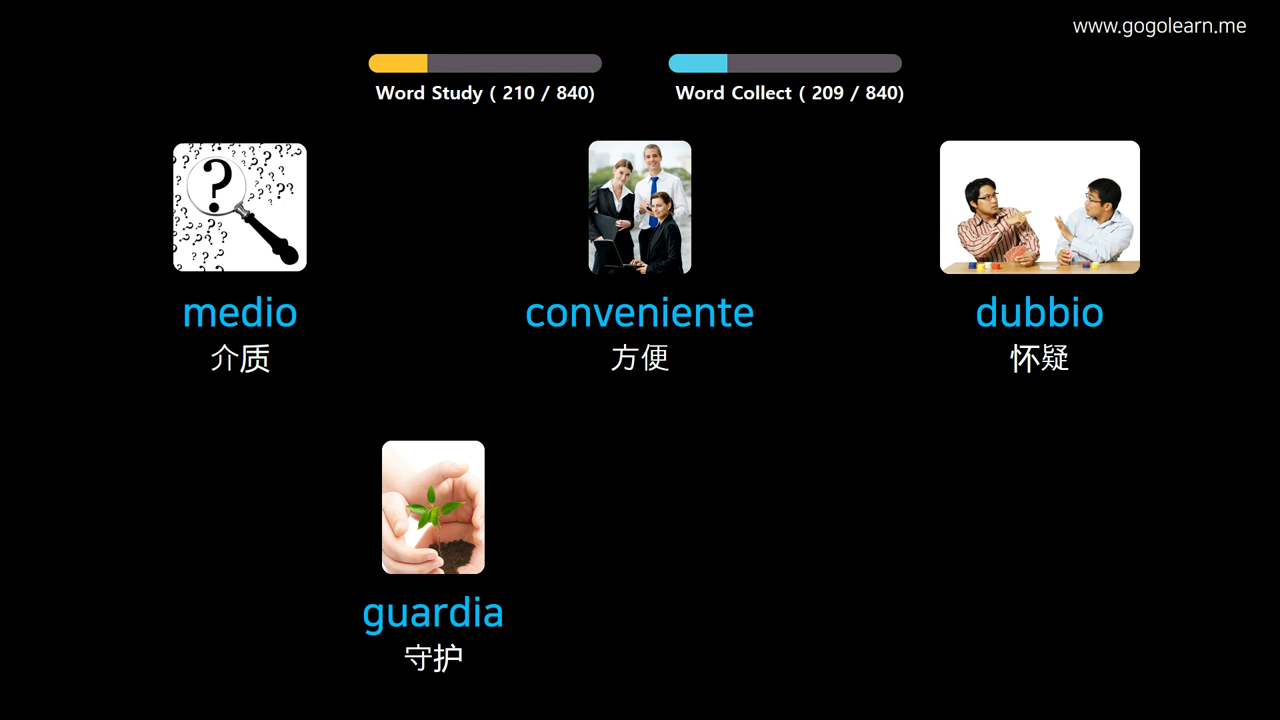 www.gogolearn.me
Word Study ( 210 / 840)
Word Collect ( 209 / 840)
medio
介质
conveniente
方便
dubbio
怀疑
guardia
守护